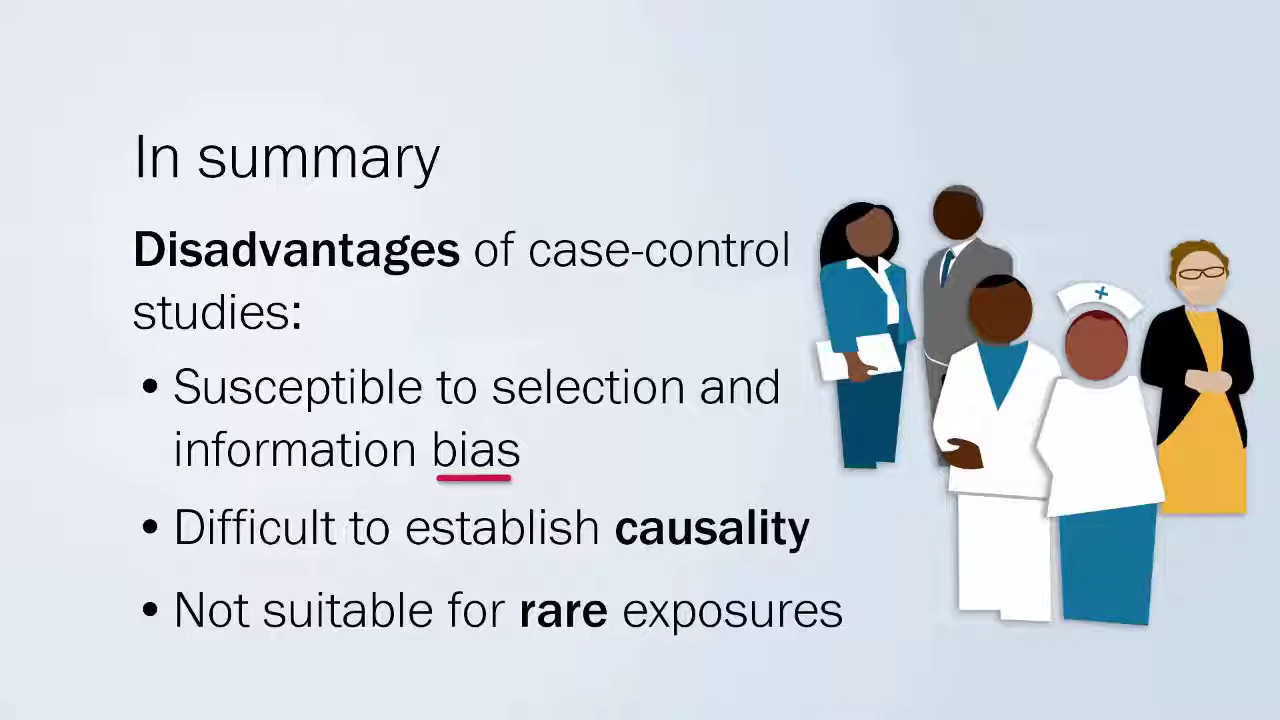 In summary
Disadvantages of case-control
studies:
• Susceptible to selection and
information bias
• Difficult to establish causality
• Not suitable for rare exposures